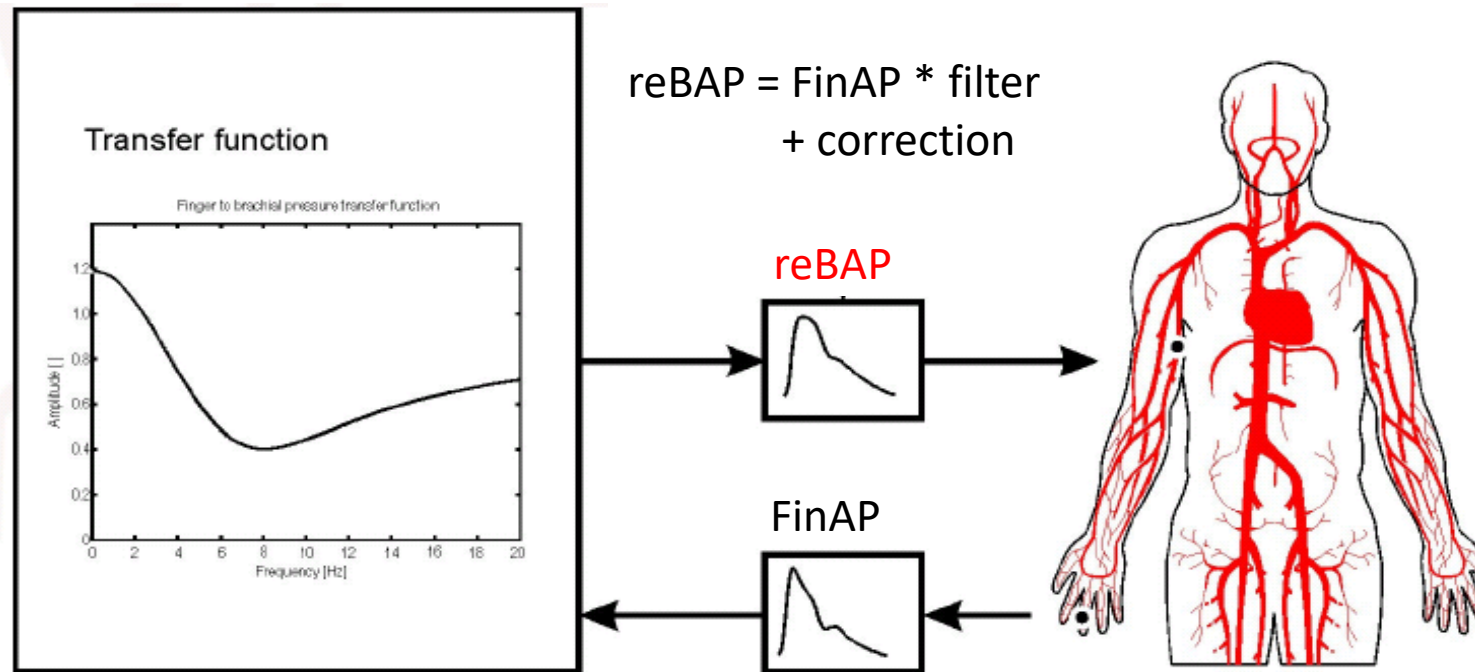 reBAP = FinAP * filter
+ correction
Transfer function
Finger to brachial pressure transfer function
1.2
1.0
0.8
0.6
0.4
0.2
0
Amplitude [ ]
0 2 4 6 8 10 12 14 16 18 20
Frequency [Hz]
reBAP
FinAP